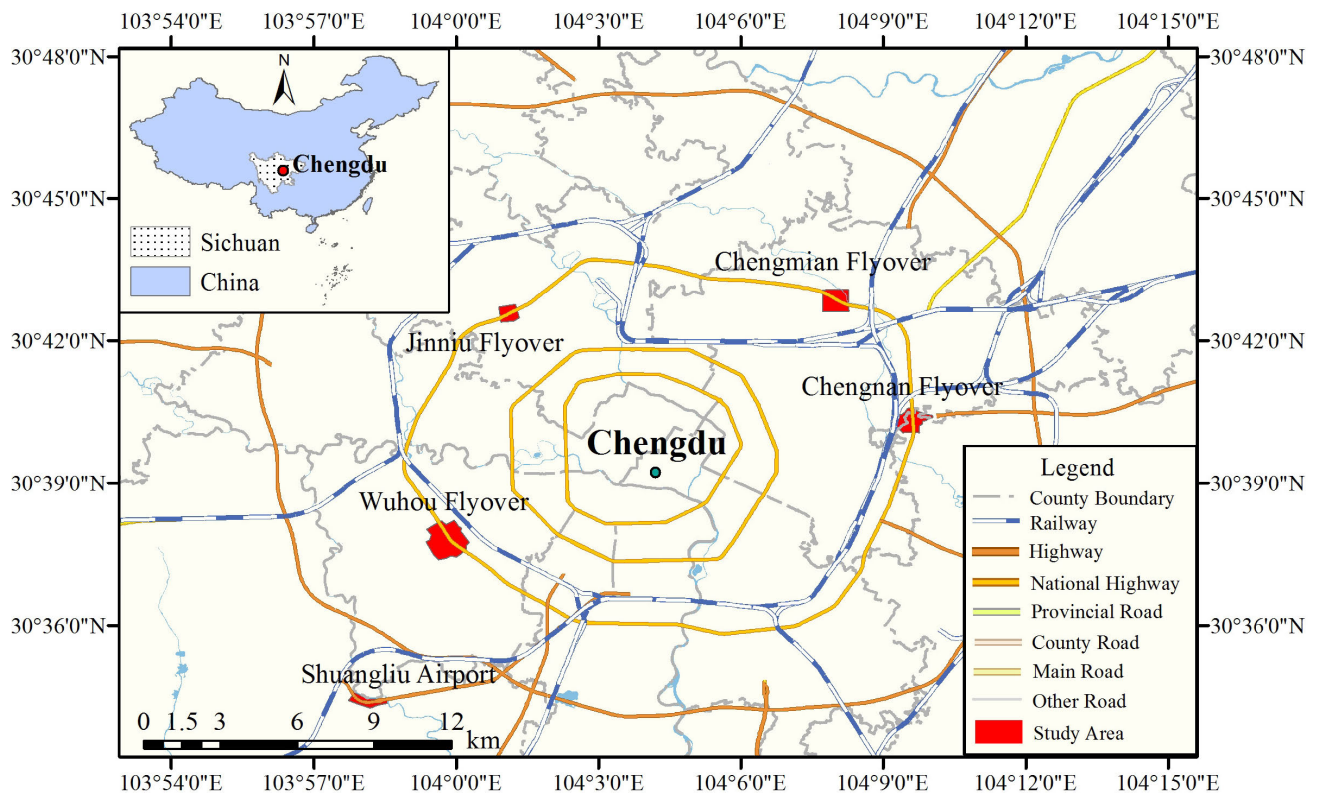 103°54'0"E 103°57'0"E 104°0'0"E 104°3'0"E 104°6'0"E 104°9'0"E 104°12'0"E 104°15'0"E
30°48'0"N 30°48'0"N
N
Chengdu
30°45'0"N 30°45'0"N
Sichuan
China
Chengmian Flyover
30°42'0"N Jinniu Flyover 30°42'0"N
Chengnan Flyover
Chengdu
30°39'0"N 30°39'0"N
Wuhou Flyover
30°36'0"N 30°36'0"N
Shuangliu Airport
0 1.5 3 6 9 12
km
Legend
County Boundary
Railway
Highway
National Highway
Provincial Road
County Road
Main Road
Other Road
Study Area
103°54'0"E 103°57'0"E 104°0'0"E 104°3'0"E 104°6'0"E 104°9'0"E 104°12'0"E 104°15'0"E